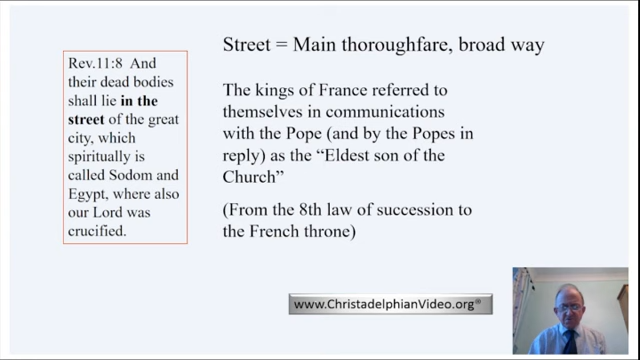 Street = Main thoroughfare, broad way
Rev.11:8 And
their dead bodies
shall lie in the
street of the great
city, which
spiritually is
called Sodom and
Egypt, where also
our Lord was
crucified.
The kings of France referred to
themselves in communications
with the Pope (and by the Popes in
reply) as the “Eldest son of the
Church”
(From the 8th law of succession to
the French throne)
www.ChristadelphianVideo.org®